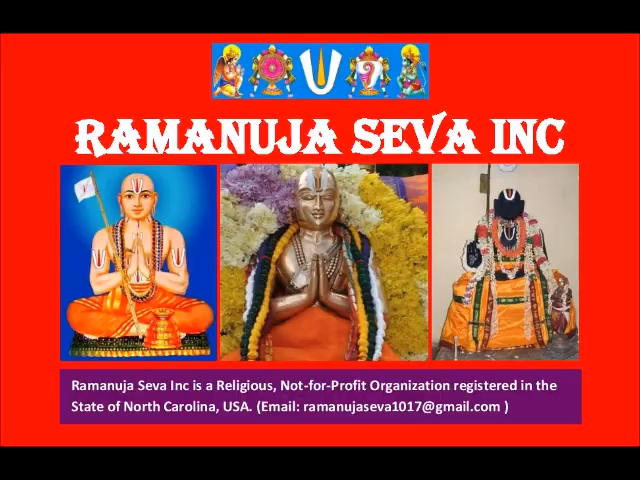 RAMANUJA SEVA INC
Ramanuja Seva Inc is a Religious, Not-for-Profit Organization registered in the
State of North Carolina, USA. (Email: ramanujaseva1017@gmail.com )